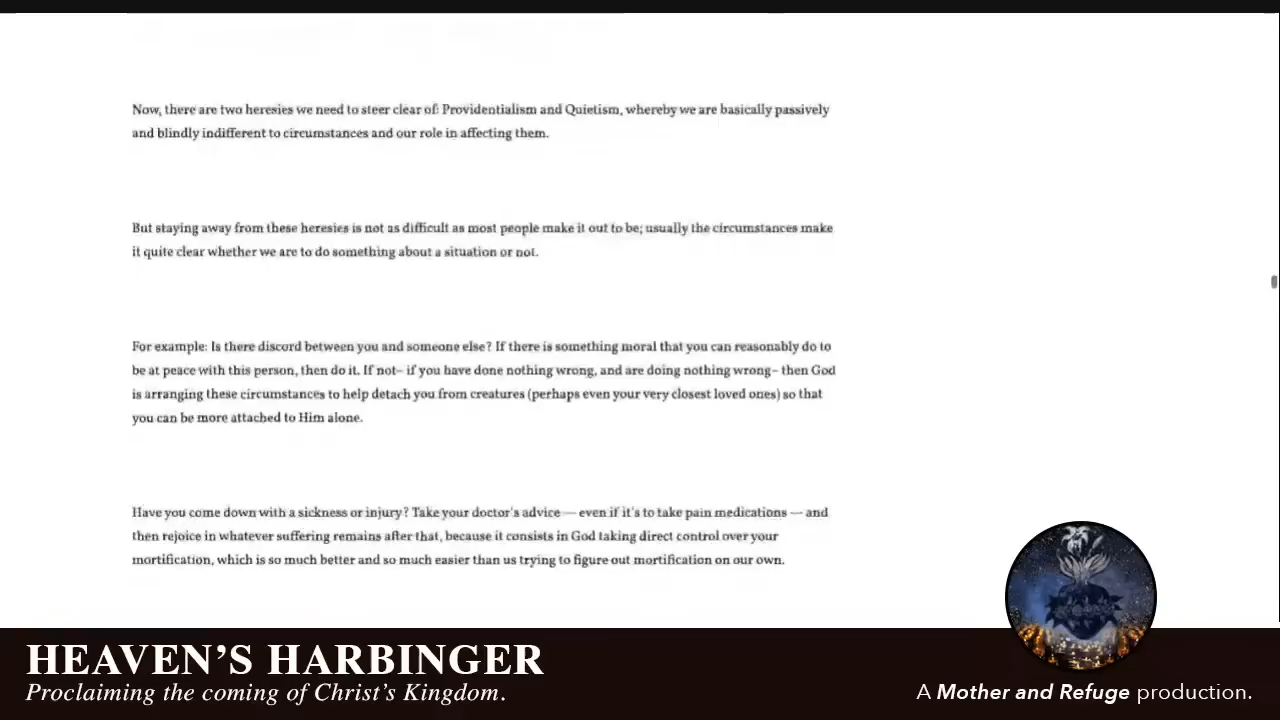 Now, there are two heresies we need to steer clear of: Providentialism and Quietism, whereby we are basically passively
and blindly indifferent to circumstances and our role in affecting them.
But staying away from these heresies is not as difficult as most people make it out to be; usually the circumstances make
it quite clear whether we are to do something about a situation or not.
For example: Is there discord between you and someone else? If there is something moral that you can reasonably do to
be at peace with this person, then do it. If not– if you have done nothing wrong, and are doing nothing wrong– then God
is arranging these circumstances to help detach you from creatures (perhaps even your very closest loved ones) so that
you can be more attached to Him alone.
Have you come down with a sickness or injury? Take your doctor's advice — even if it's to take pain medications — and
then rejoice in whatever suffering remains after that, because it consists in God taking direct control over your
mortification, which is so much better and so much easier than us trying to figure out mortification on our own.
HEAVEN'S HARBINGER
Proclaiming the coming of Christ's Kingdom.
A Mother and Refuge production.